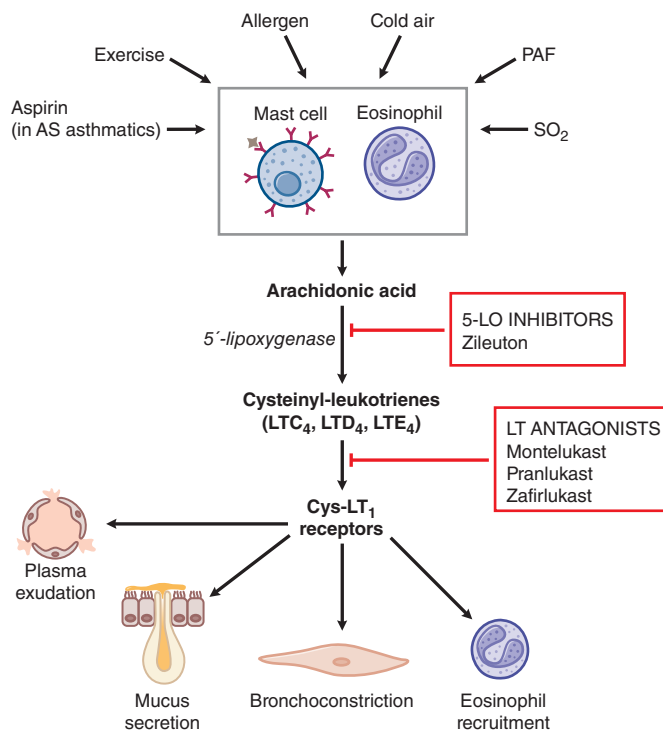 Allergen
Cold air
Exercise
PAF
Aspirin
(in AS asthmatics)
Mast cell
Eosinophil
SO₂
Arachidonic acid
5´-lipoxygenase
5-LO INHIBITORS
Zileuton
Cysteinyl-leukotrienes
(LTC₄, LTD₄, LTE₄)
LT ANTAGONISTS
Montelukast
Pranlukast
Zafirlukast
Cys-LT₁
receptors
Plasma
exudation
Mucus
secretion
Bronchoconstriction
Eosinophil
recruitment